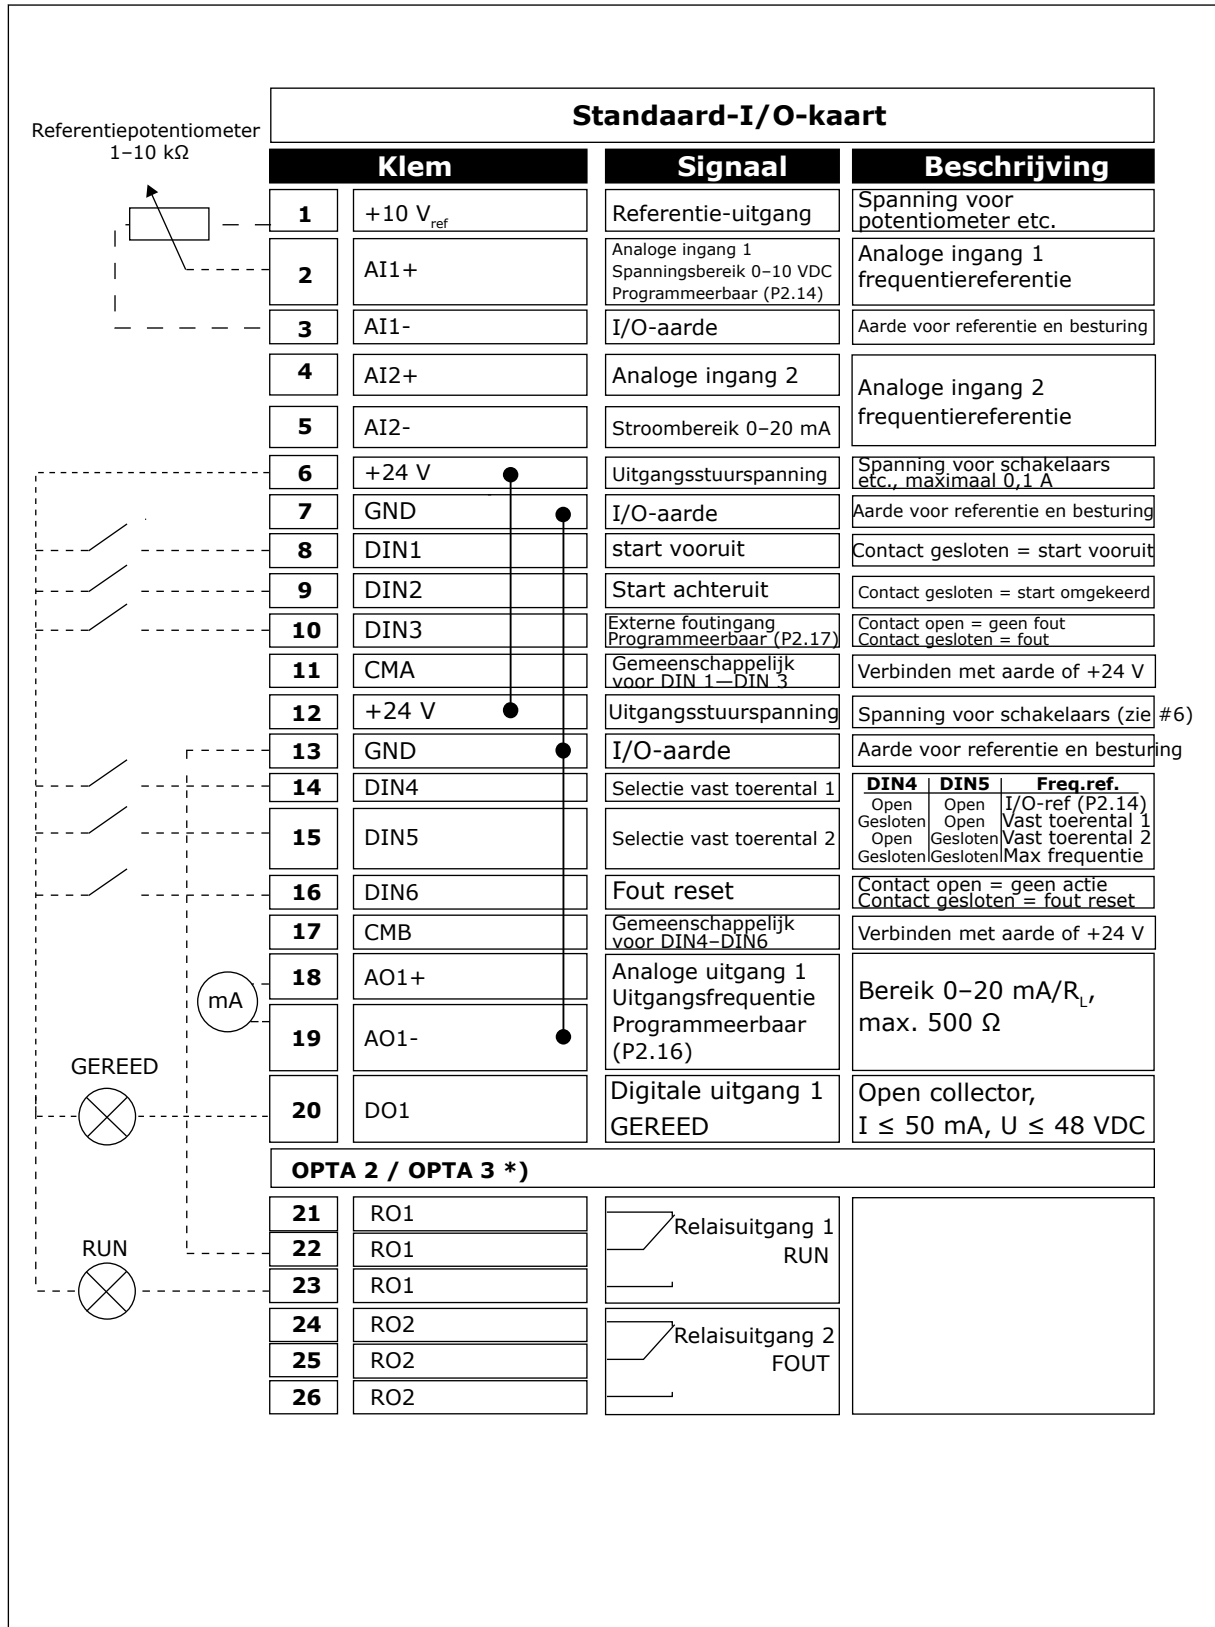 Standaard-I/O-kaart
Referentiepotentiometer
1–10 kΩ
Klem Signaal Beschrijving
1 +10 Vref Referentie-uitgang Spanning voor
potentiometer etc.
2 AI1+ Analoge ingang 1
Spanningsbereik 0–10 VDC
Programmeerbaar (P2.14)
Analoge ingang 1
frequentiereferentie
3 AI1- I/O-aarde Aarde voor referentie en besturing
4 AI2+ Analoge ingang 2
Analoge ingang 2
frequentiereferentie
5 AI2- Stroombereik 0–20 mA
6 +24 V Uitgangsstuurspanning Spanning voor schakelaars
etc., maximaal 0,1 A
7 GND I/O-aarde Aarde voor referentie en besturing
8 DIN1 start vooruit Contact gesloten = start vooruit
9 DIN2 Start achteruit Contact gesloten = start omgekeerd
10 DIN3 Externe foutingang
Programmeerbaar (P2.17)
Contact open = geen fout
Contact gesloten = fout
11 CMA Gemeenschappelijk
voor DIN 1—DIN 3
Verbinden met aarde of +24 V
12 +24 V Uitgangsstuurspanning Spanning voor schakelaars (zie #6)
13 GND I/O-aarde Aarde voor referentie en besturing
14 DIN4 Selectie vast toerental 1
15 DIN5 Selectie vast toerental 2
DIN4 DIN5 Freq.ref.
Open Open I/O-ref (P2.14)
Gesloten Open Vast toerental 1
Open Gesloten Vast toerental 2
Gesloten Gesloten Max frequentie
16 DIN6 Fout reset Contact open = geen actie
Contact gesloten = fout reset
17 CMB Gemeenschappelijk
voor DIN4–DIN6
Verbinden met aarde of +24 V
mA
18 AO1+
19 AO1-
Analoge uitgang 1
Uitgangsfrequentie
Programmeerbaar
(P2.16)
Bereik 0–20 mA/RL,
max. 500 Ω
GEREED
20 DO1 Digitale uitgang 1
GEREED
Open collector,
I ≤ 50 mA, U ≤ 48 VDC
OPTA 2 / OPTA 3 *)
21 RO1
22 RO1
23 RO1
Relaisuitgang 1
RUN
RUN
24 RO2
25 RO2
26 RO2
Relaisuitgang 2
FOUT